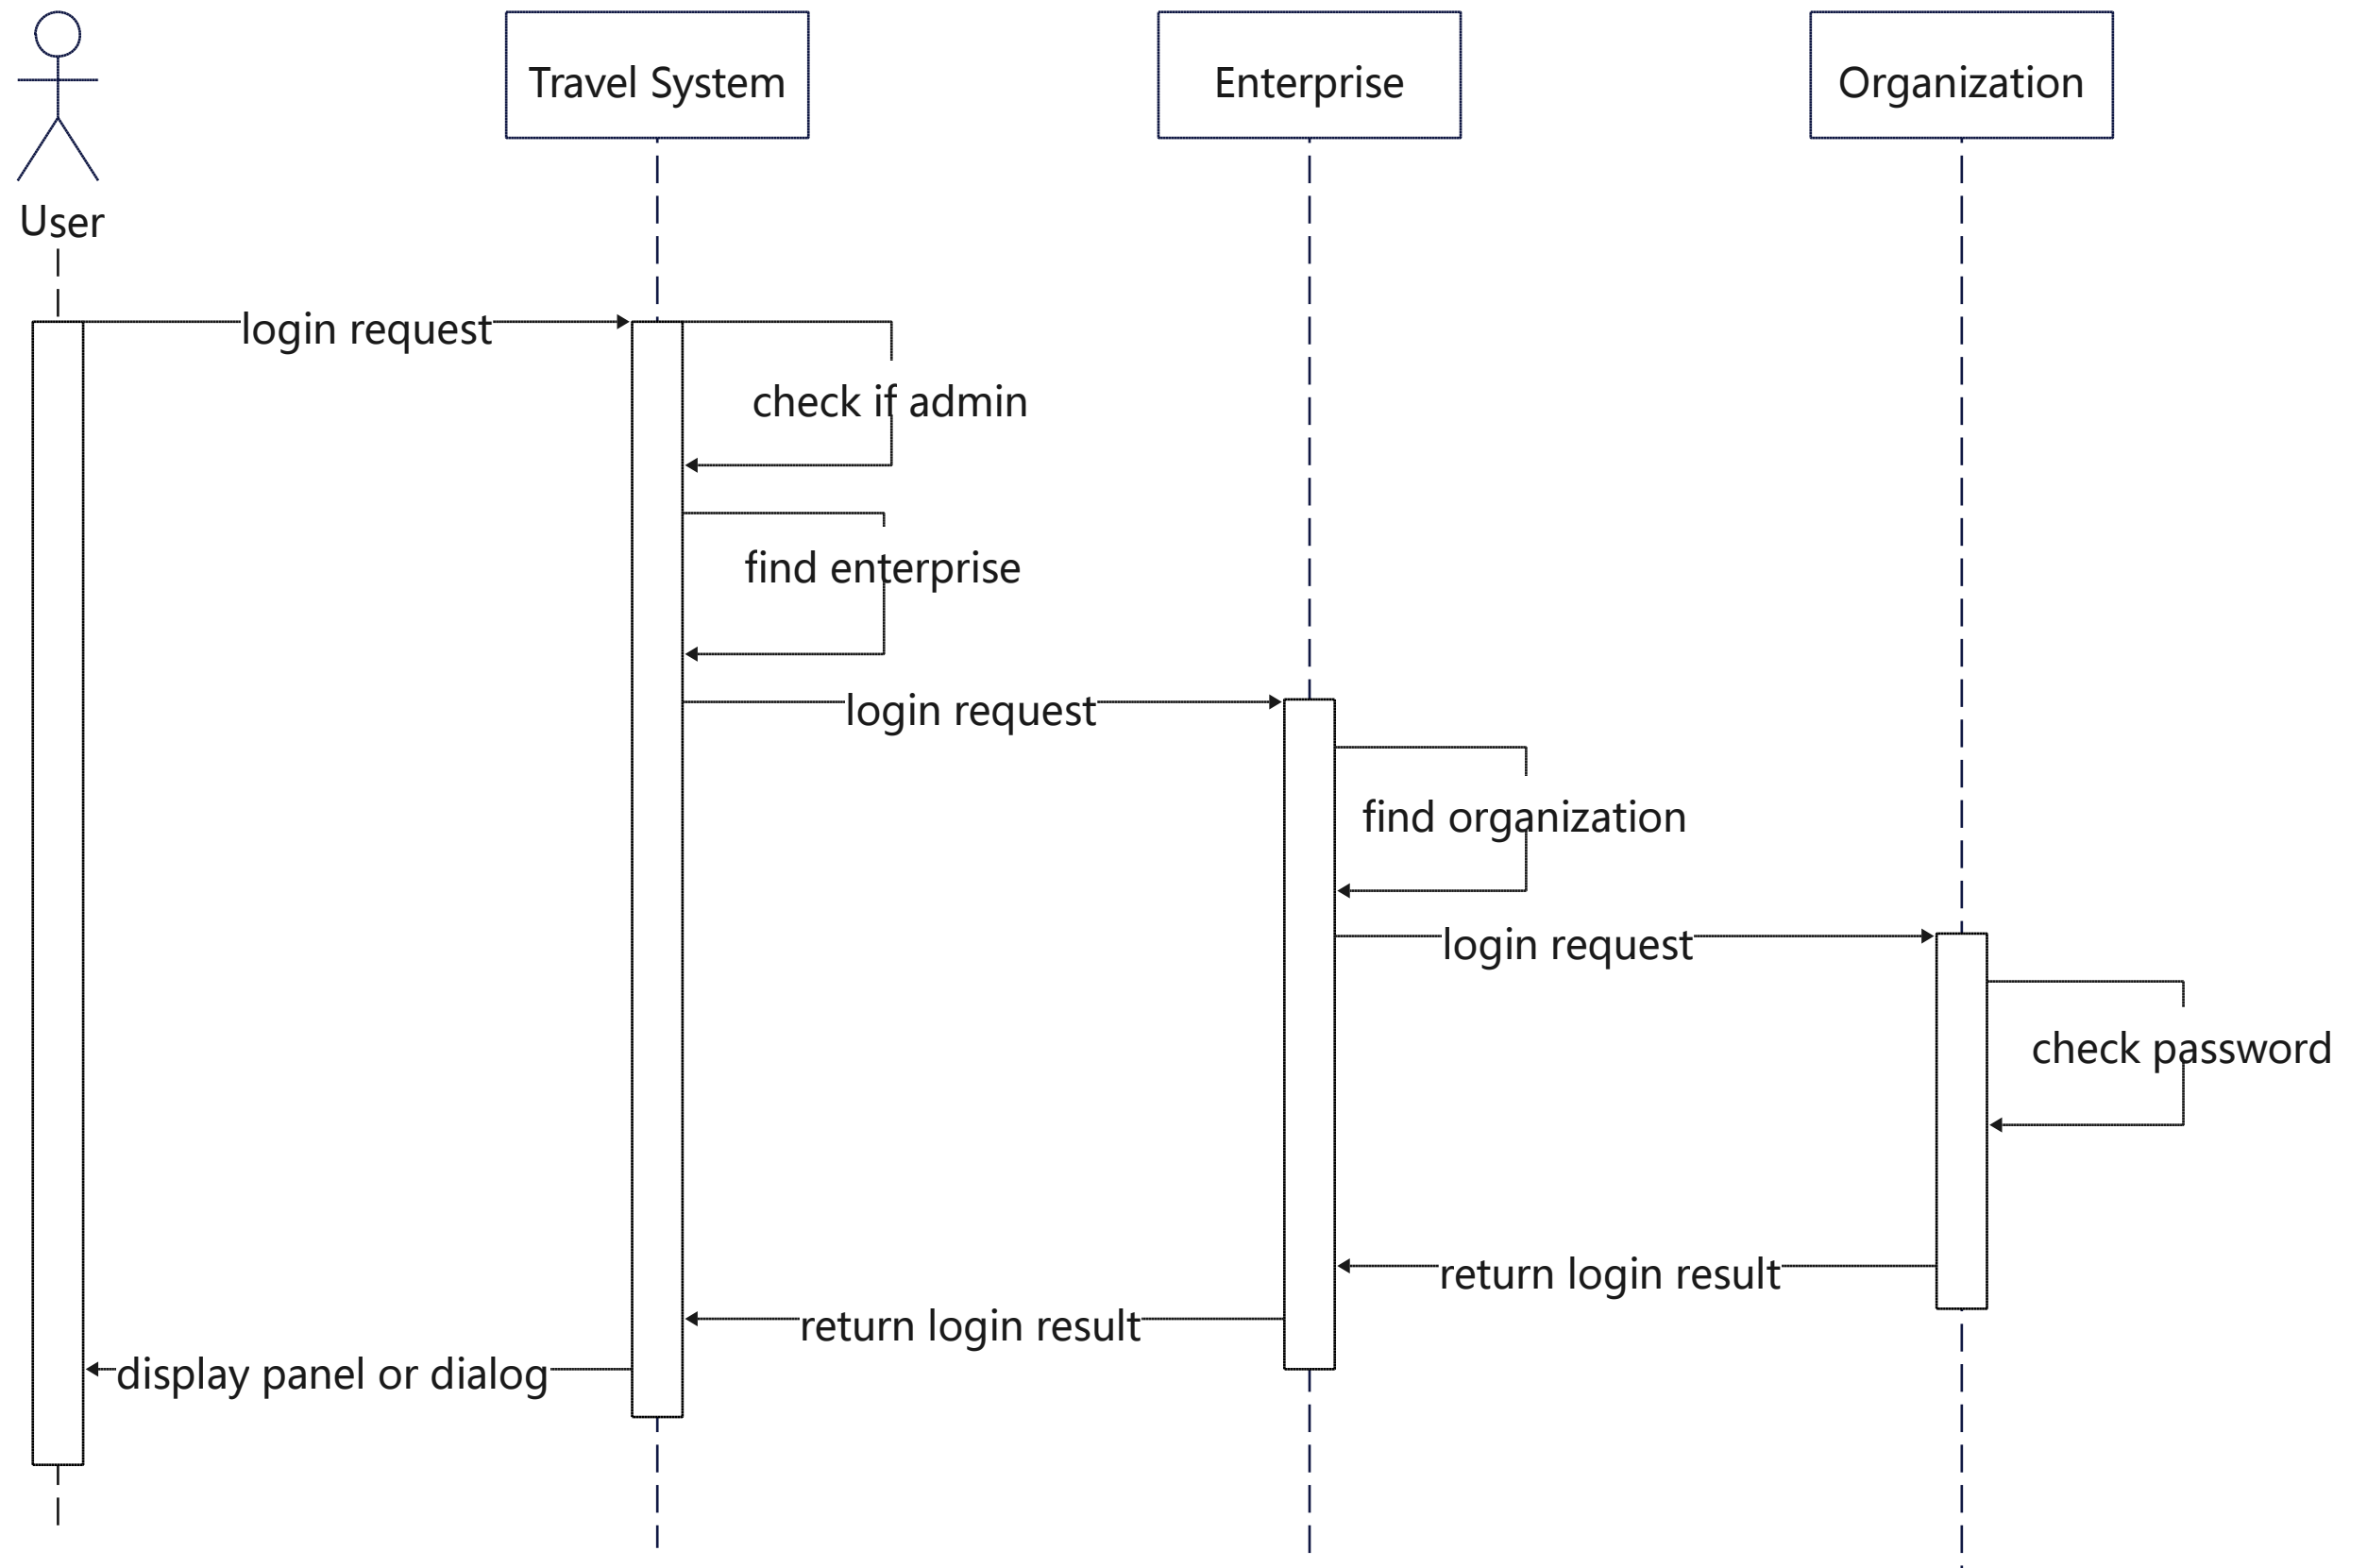 Travel System
Enterprise
Organization
User
login request
check if admin
find enterprise
login request
find organization
login request
check password
return login result
return login result
display panel or dialog